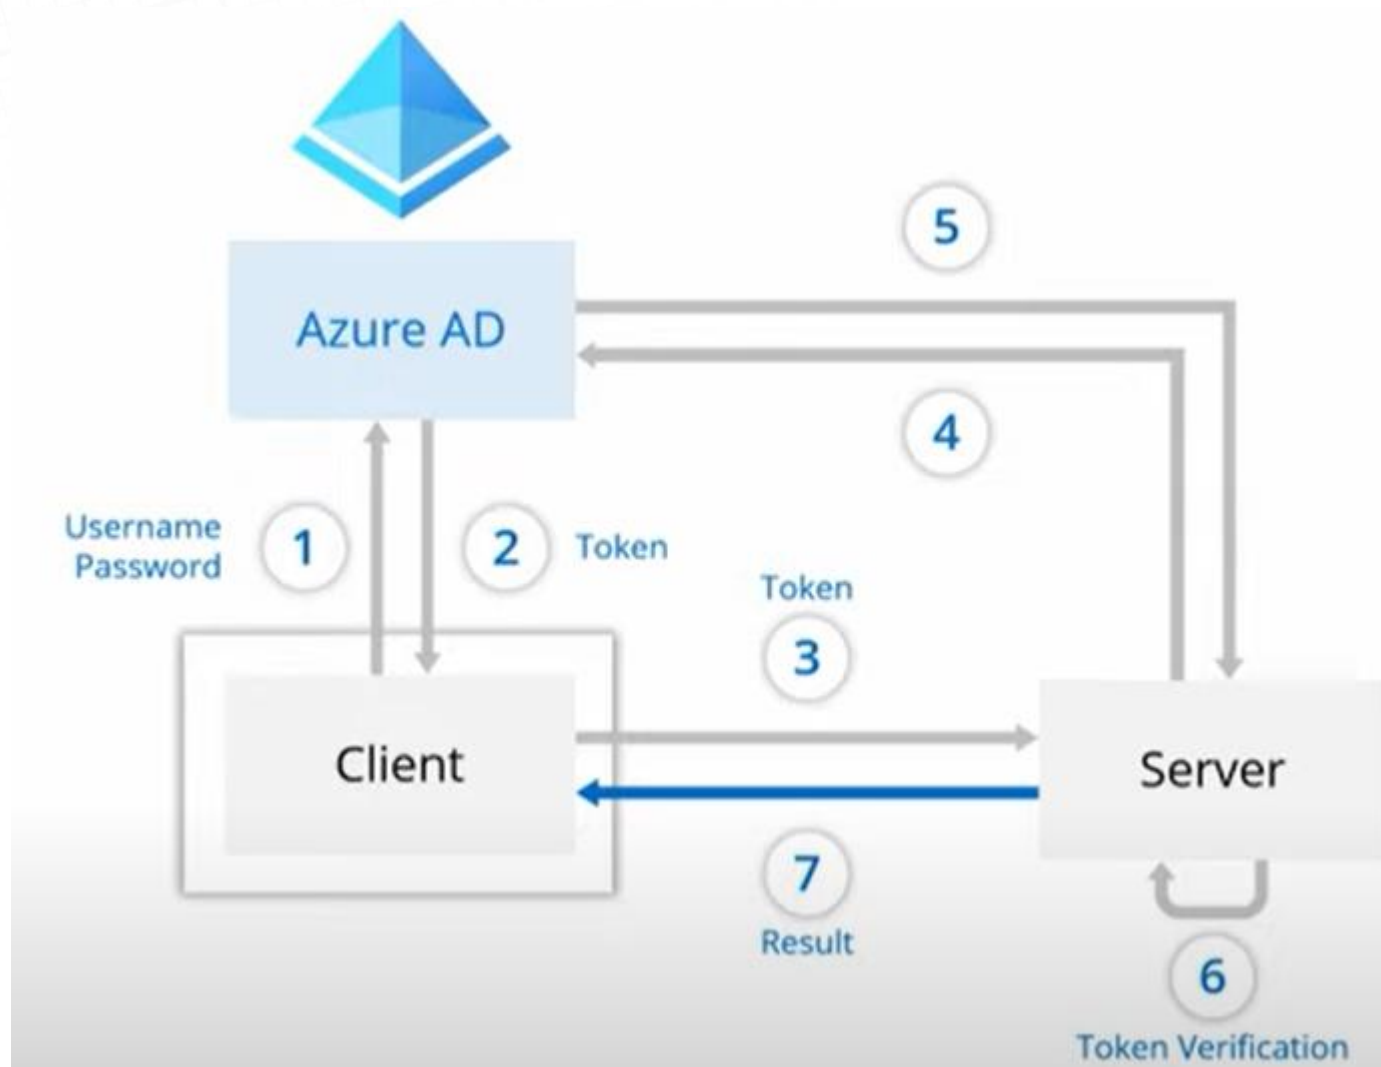 5
Azure AD
4
Username
Password
1
2
Token
Token
3
Client
Server
7
Result
6
Token Verification